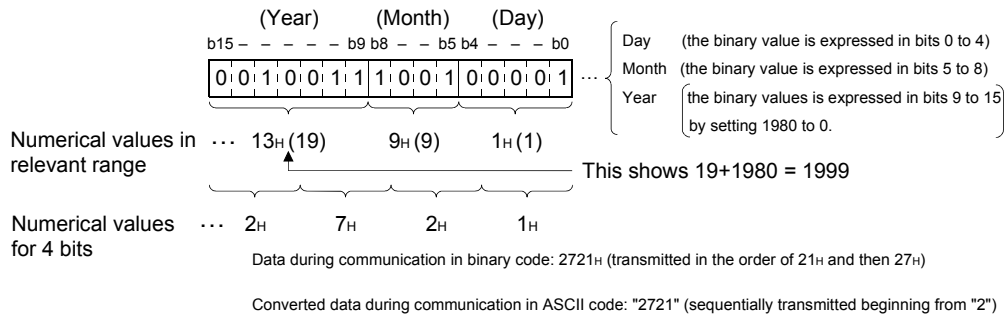 (Year) (Month) (Day)
b15 – – – – – b9 b8 – – b5 b4 – – – b0
0 0 1 0 0 1 1 1 0 0 1 0 0 0 0 1 ...
Day (the binary value is expressed in bits 0 to 4)
Month (the binary value is expressed in bits 5 to 8)
Year the binary values is expressed in bits 9 to 15
by setting 1980 to 0.
Numerical values in
relevant range
... 13H (19) 9H (9) 1H (1)
This shows 19+1980 = 1999
Numerical values
for 4 bits
... 2H 7H 2H 1H
Data during communication in binary code: 2721H (transmitted in the order of 21H and then 27H)
Converted data during communication in ASCII code: "2721" (sequentially transmitted beginning from "2")